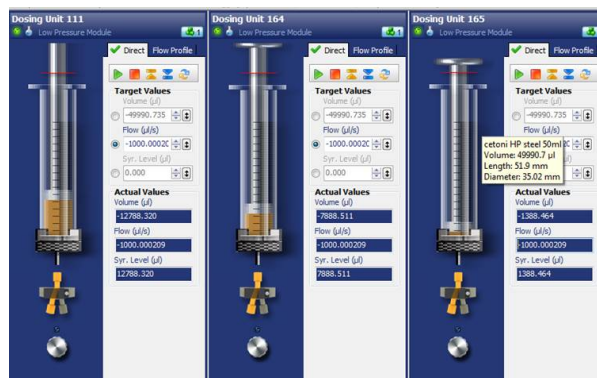 Dosing Unit 111
Low Pressure Module
1
Direct
Flow Profile
Target Values
Volume (µl)
-49990.735
Flow (µl/s)
-1000.0002C
Syr. Level (µl)
0.000
Actual Values
Volume (µl)
-12788.320
Flow (µl/s)
-1000.000209
Syr. Level (µl)
12788.320
Dosing Unit 164
Low Pressure Module
1
Direct
Flow Profile
Target Values
Volume (µl)
-49990.735
Flow (µl/s)
-1000.0002C
Syr. Level (µl)
0.000
Actual Values
Volume (µl)
-7888.511
Flow (µl/s)
-1000.000209
Syr. Level (µl)
7888.511
Dosing Unit 165
Low Pressure Module
1
Direct
Flow Profile
Target Values
Volume (µl)
-49990.735
cetoni HP steel 50ml
Volume: 49990.7 µl
Length: 51.9 mm
Diameter: 35.02 mm
Actual Values
Volume (µl)
-1388.464
Flow (µl/s)
-1000.000209
Syr. Level (µl)
1388.464